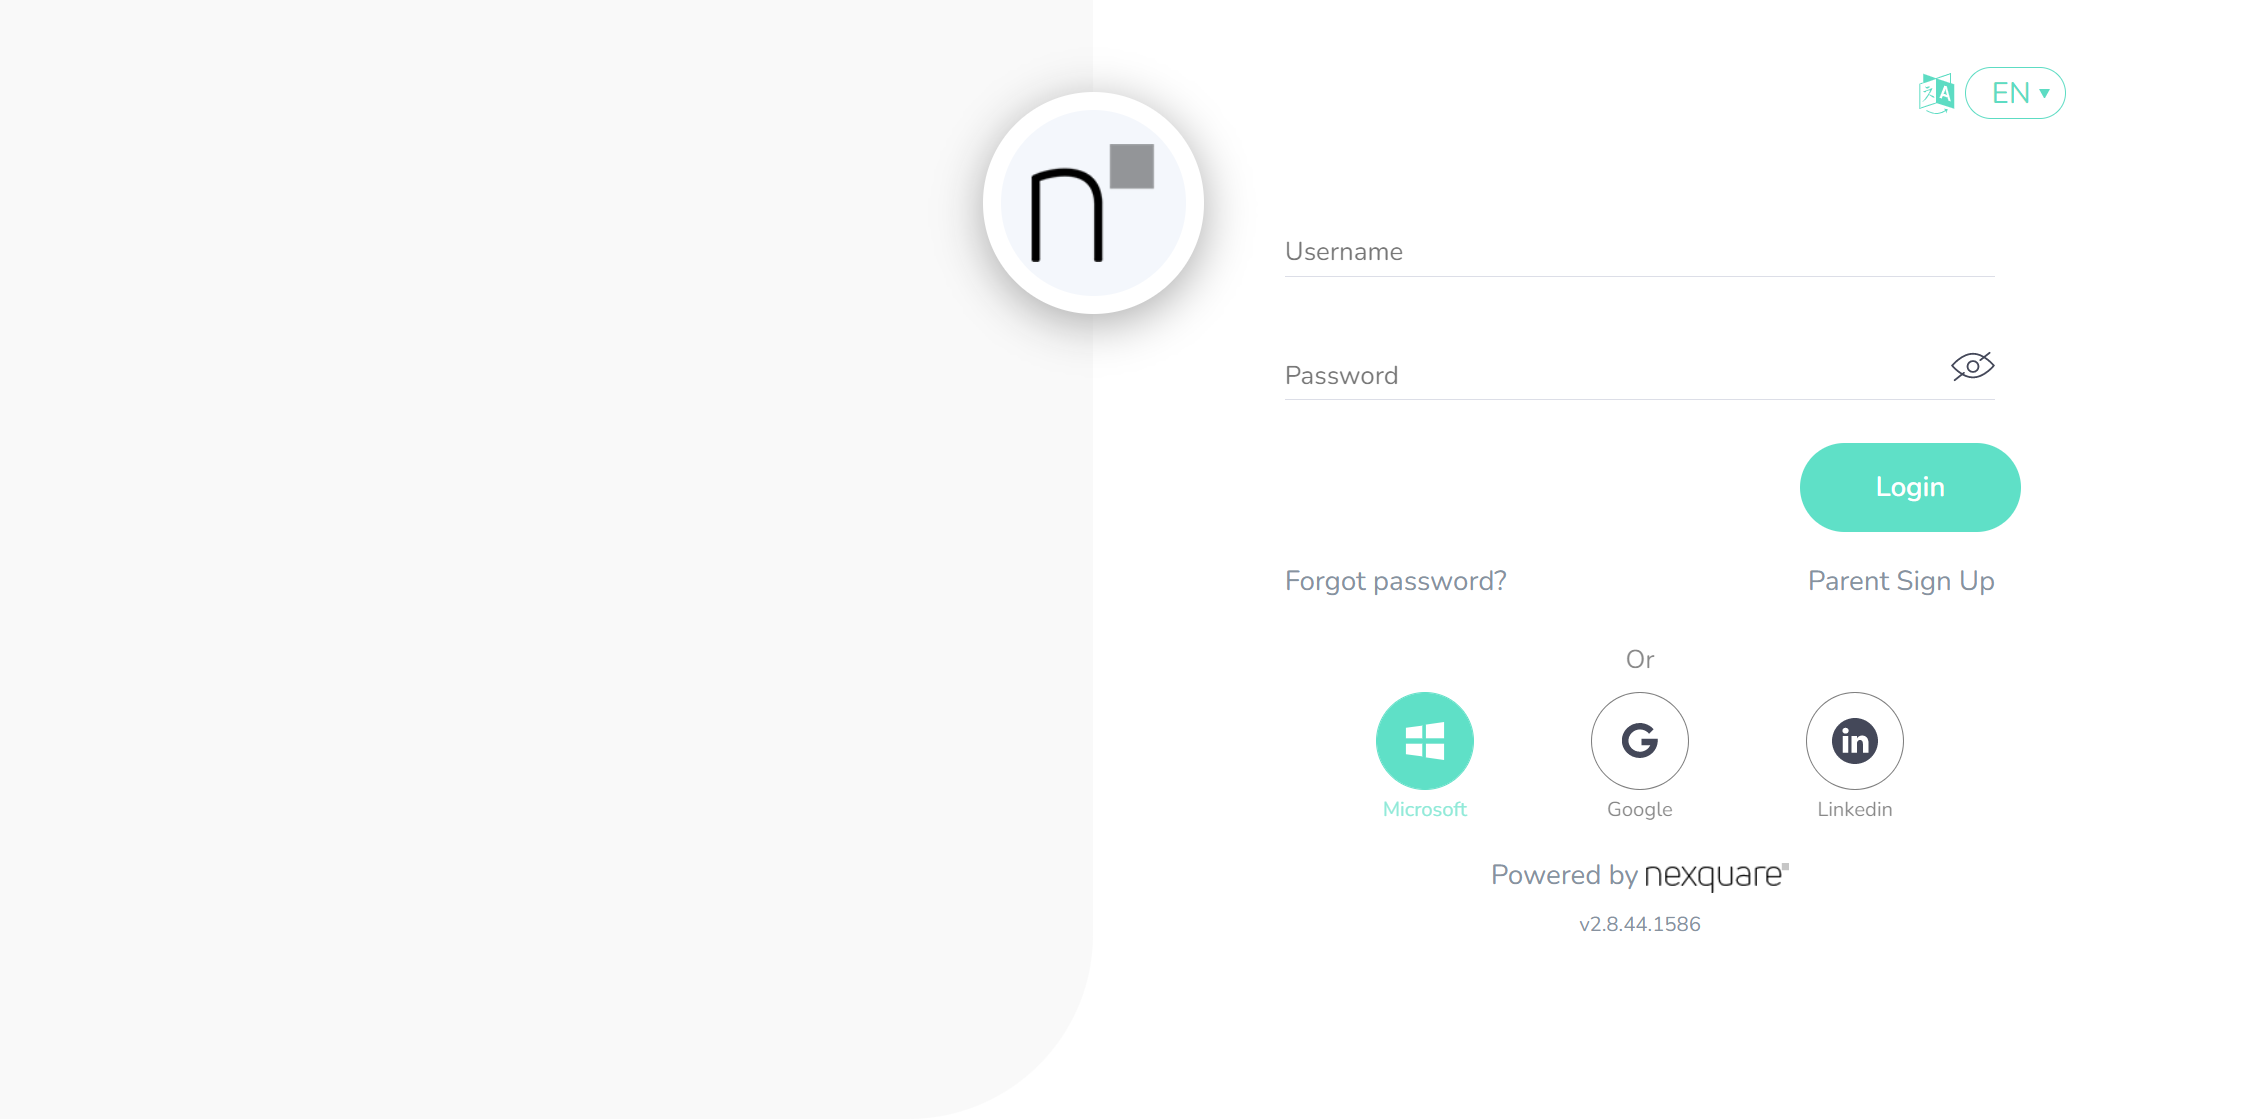 EN
Username
Password
Login
Forgot password?
Parent Sign Up
Or
Microsoft
Google
Linkedin
Powered by nexquare
v2.8.44.1586